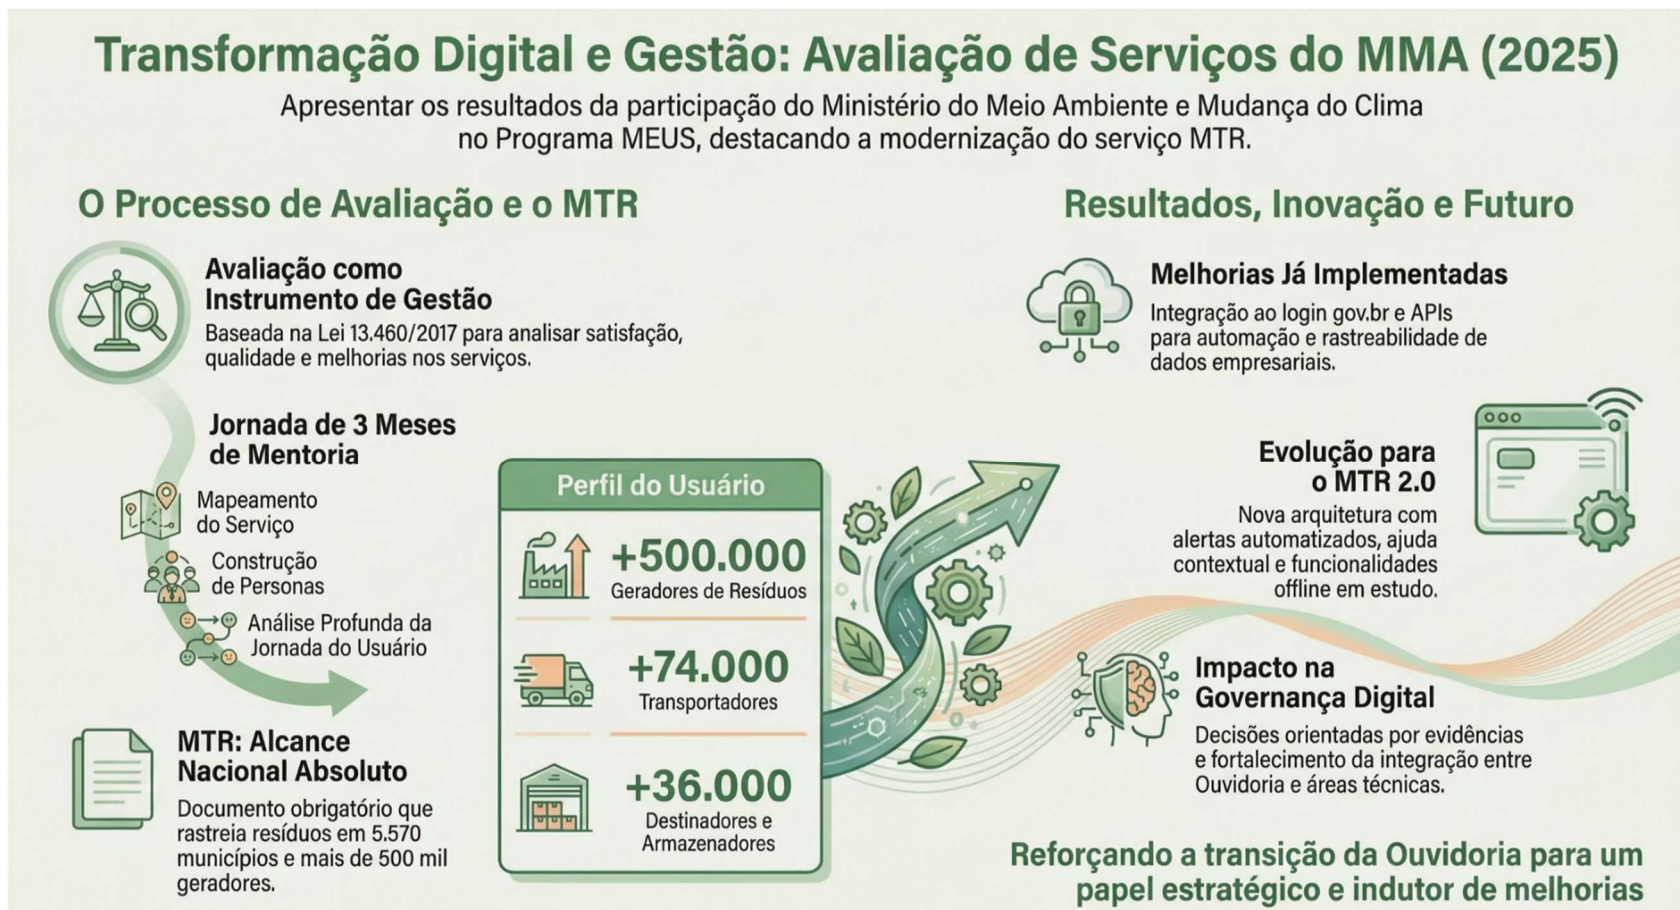 Transformação Digital e Gestão: Avaliação de Serviços do MMA (2025)
Apresentar os resultados da participação do Ministério do Meio Ambiente e Mudança do Clima
no Programa MEUS, destacando a modernização do serviço MTR.
O Processo de Avaliação e o MTR
Avaliação como
Instrumento de Gestão
Baseada na Lei 13.460/2017 para analisar satisfação,
qualidade e melhorias nos serviços.
Jornada de 3 Meses
de Mentoria
Mapeamento
do Serviço
Construção
de Personas
Análise Profunda da
Jornada do Usuário
MTR: Alcance
Nacional Absoluto
Documento obrigatório que
rastreia resíduos em 5.570
municípios e mais de 500 mil
geradores.
Perfil do Usuário
+500.000
Geradores de Resíduos
+74.000
Transportadores
+36.000
Destinadores e
Armazenadores
Resultados, Inovação e Futuro
Melhorias Já Implementadas
Integração ao login gov.br e APIs
para automação e rastreabilidade de
dados empresariais.
Evolução para
o MTR 2.0
Nova arquitetura com
alertas automatizados, ajuda
contextual e funcionalidades
offline em estudo.
Impacto na
Governança Digital
Decisões orientadas por evidências
e fortalecimento da integração entre
Ouvidoria e áreas técnicas.
Reforçando a transição da Ouvidoria para um
papel estratégico e indutor de melhorias